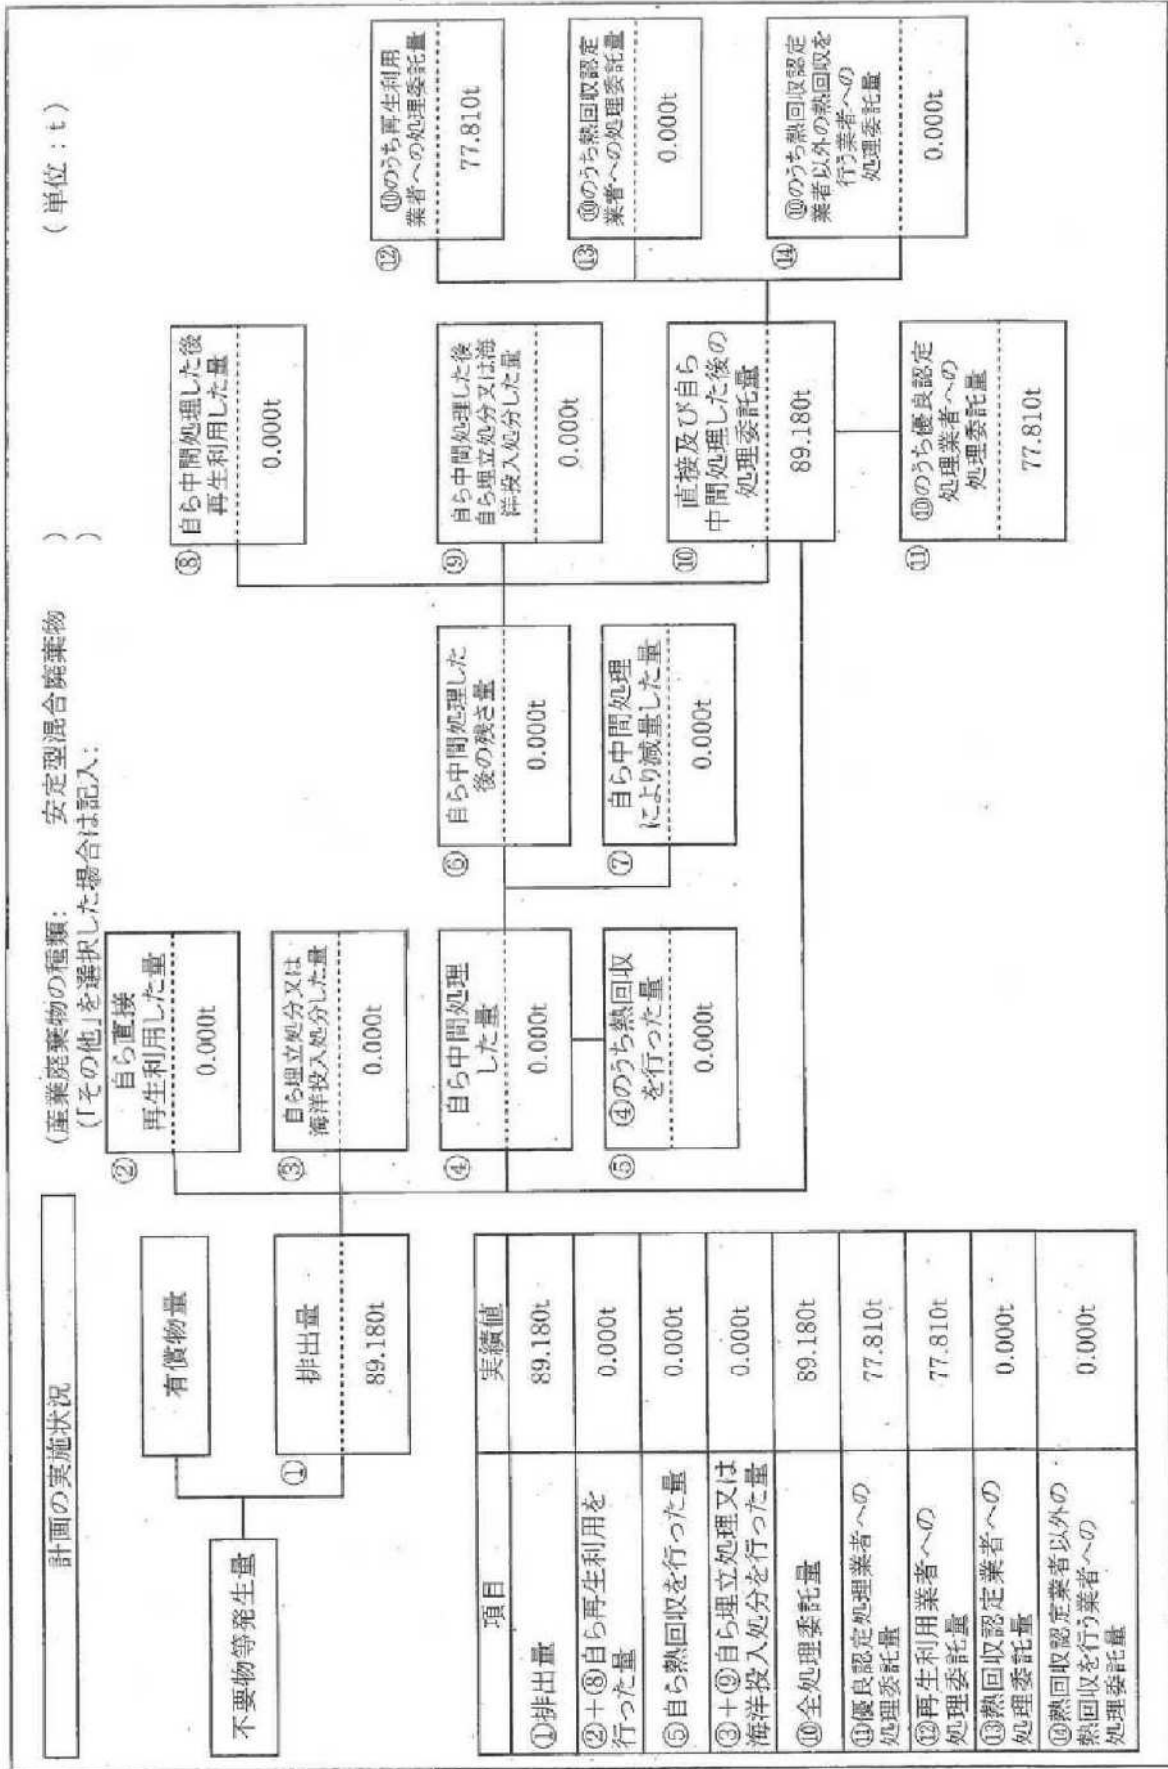 計画の実施状況
(産業廃棄物の種類: 安定型混合廃棄物 )
(「その他」を選択した場合は記入: )
(単位:t)
不要物等発生量
有償物量
①
排出量
89.180t
②
自ら直接
再生利用した量
0.000t
③
自ら埋立処分又は
海洋投入処分した量
0.000t
④
自ら中間処理
した量
0.000t
⑤
④のうち熱回収
を行った量
0.000t
⑥
自ら中間処理した
後の残さ量
0.000t
⑦
自ら中間処理
により減量した量
0.000t
⑧
自ら中間処理した後
再生利用した量
0.000t
⑨
自ら中間処理した後
自ら埋立処分又は海
洋投入処分した量
0.000t
⑩
直接及び自ら
中間処理した後の
処理委託量
89.180t
⑪
⑩のうち優良認定
処理業者への
処理委託量
77.810t
⑫
⑩のうち再生利用
業者への処理委託量
77.810t
⑬
⑩のうち熱回収認定
業者への処理委託量
0.000t
⑭
⑩のうち熱回収認定
業者以外の熱回収を
行う業者への
処理委託量
0.000t
項目 実績値
①排出量 89.180t
②+⑧自ら再生利用を
行った量 0.000t
⑤自ら熱回収を行った量 0.000t
③+⑨自ら埋立処理又は
海洋投入処分を行った量 0.000t
⑩全処理委託量 89.180t
⑪優良認定処理業者への
処理委託量 77.810t
⑫再生利用業者への
処理委託量 77.810t
⑬熱回収認定業者への
処理委託量 0.000t
⑭熱回収認定業者以外の
熱回収を行う業者への
処理委託量 0.000t